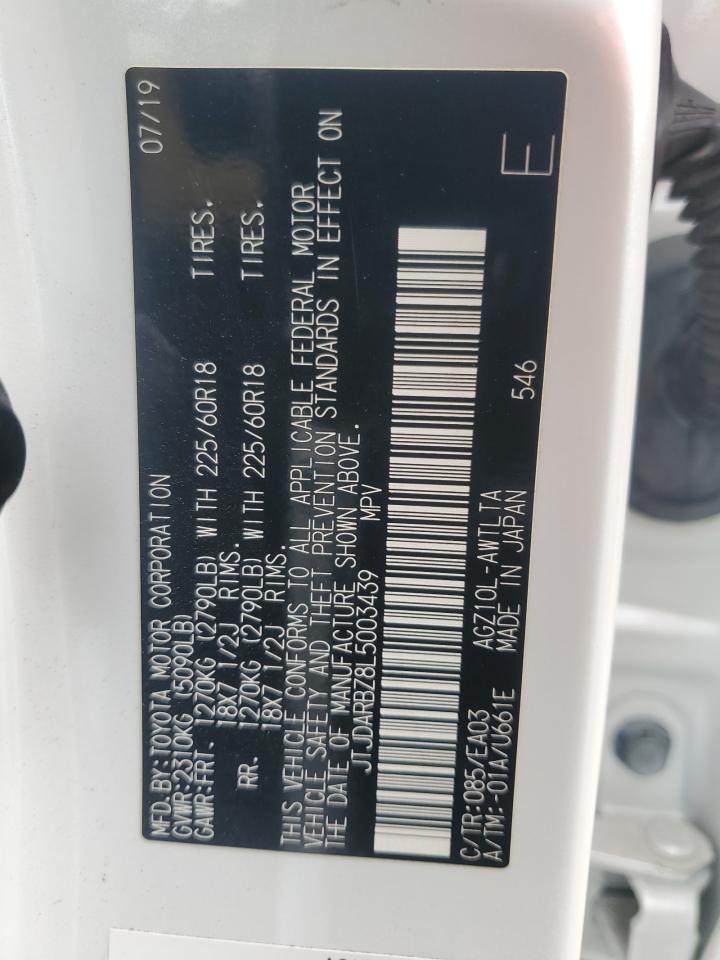 MFD.BY:TOYOTA MOTOR CORPORATION 07/19
GVWR:2310KG (5090LB)
GAWR:FRT. 1270KG (2790LB) WITH 225/60R18 TIRES.
18X7 1/2J RIMS.
RR. 1270KG (2790LB) WITH 225/60R18 TIRES.
18X7 1/2J RIMS.
THIS VEHICLE CONFORMS TO ALL APPLICABLE FEDERAL MOTOR
VEHICLE SAFETY AND THEFT PREVENTION STANDARDS IN EFFECT ON
THE DATE OF MANUFACTURE SHOWN ABOVE.
JTJDARBZ8L5003439 MPV
C/TR:085/EA03 AGZ10L-AWTLTA 546
A/TM:-01A/U661E MADE IN JAPAN
E